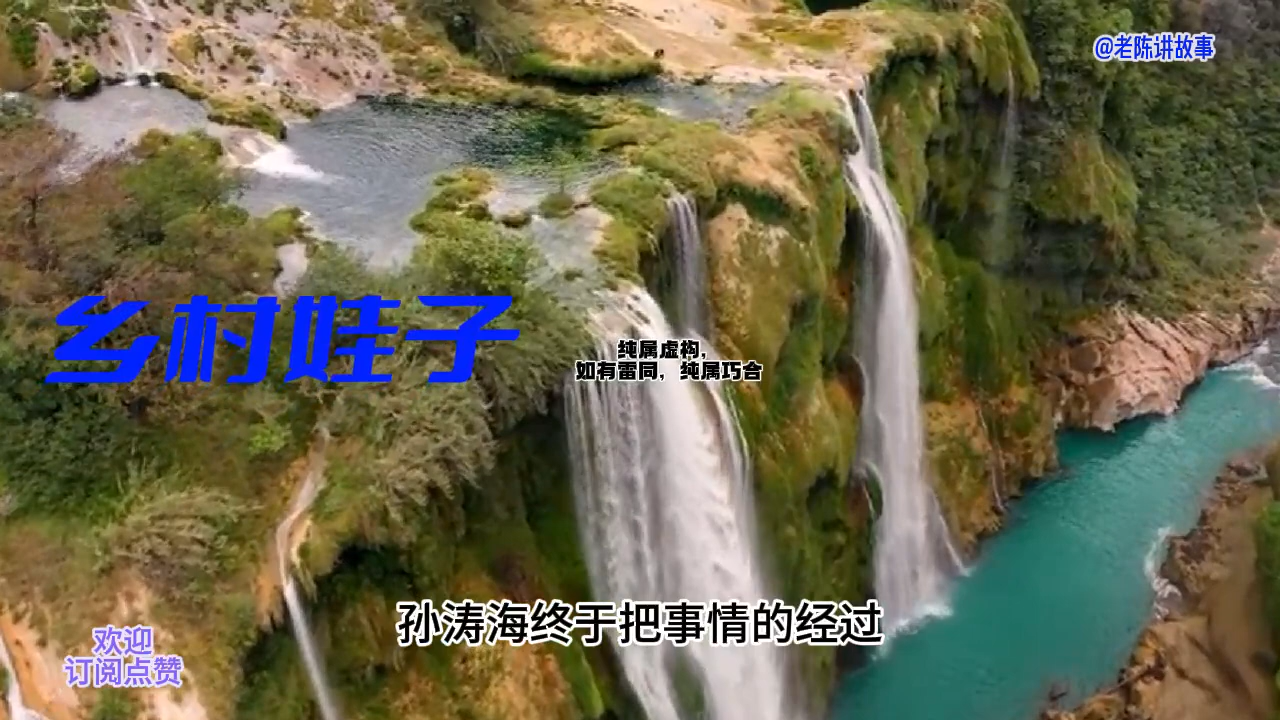 @老陈讲故事
乡村娃子
纯属虚构，
如有雷同，纯属巧合
孙涛海终于把事情的经过
欢迎
订阅点赞